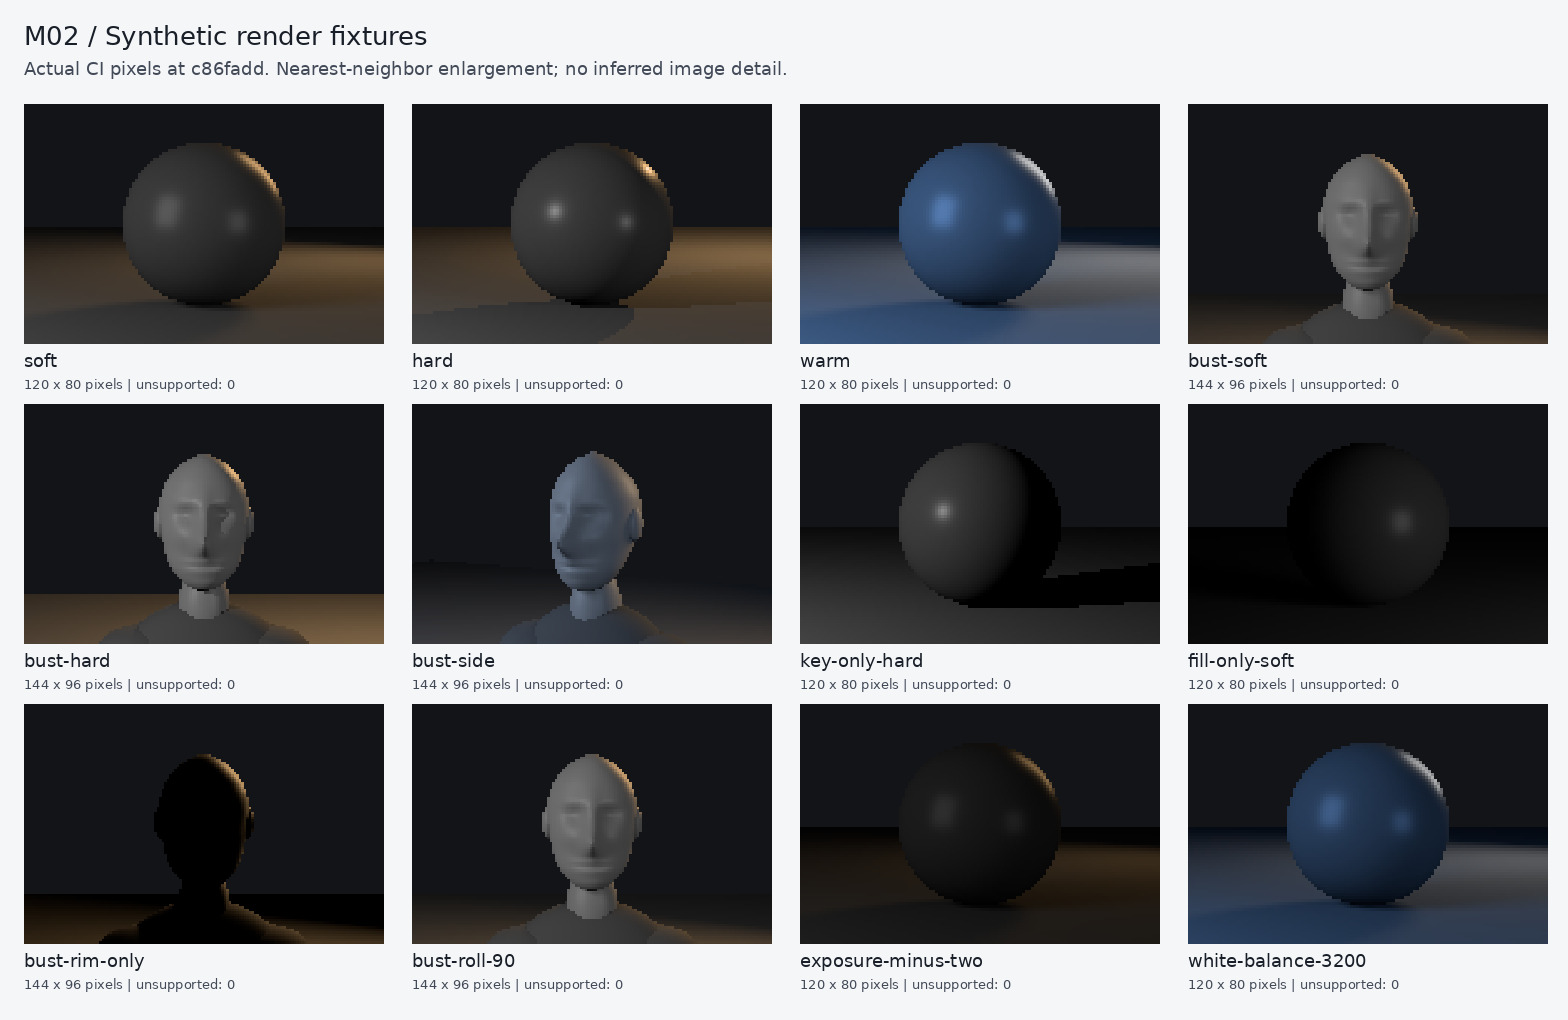 M02 / Synthetic render fixtures
Actual CI pixels at c86fadd. Nearest-neighbor enlargement; no inferred image detail.
soft
120 x 80 pixels | unsupported: 0
hard
120 x 80 pixels | unsupported: 0
warm
120 x 80 pixels | unsupported: 0
bust-soft
144 x 96 pixels | unsupported: 0
bust-hard
144 x 96 pixels | unsupported: 0
bust-side
144 x 96 pixels | unsupported: 0
key-only-hard
120 x 80 pixels | unsupported: 0
fill-only-soft
120 x 80 pixels | unsupported: 0
bust-rim-only
144 x 96 pixels | unsupported: 0
bust-roll-90
144 x 96 pixels | unsupported: 0
exposure-minus-two
120 x 80 pixels | unsupported: 0
white-balance-3200
120 x 80 pixels | unsupported: 0